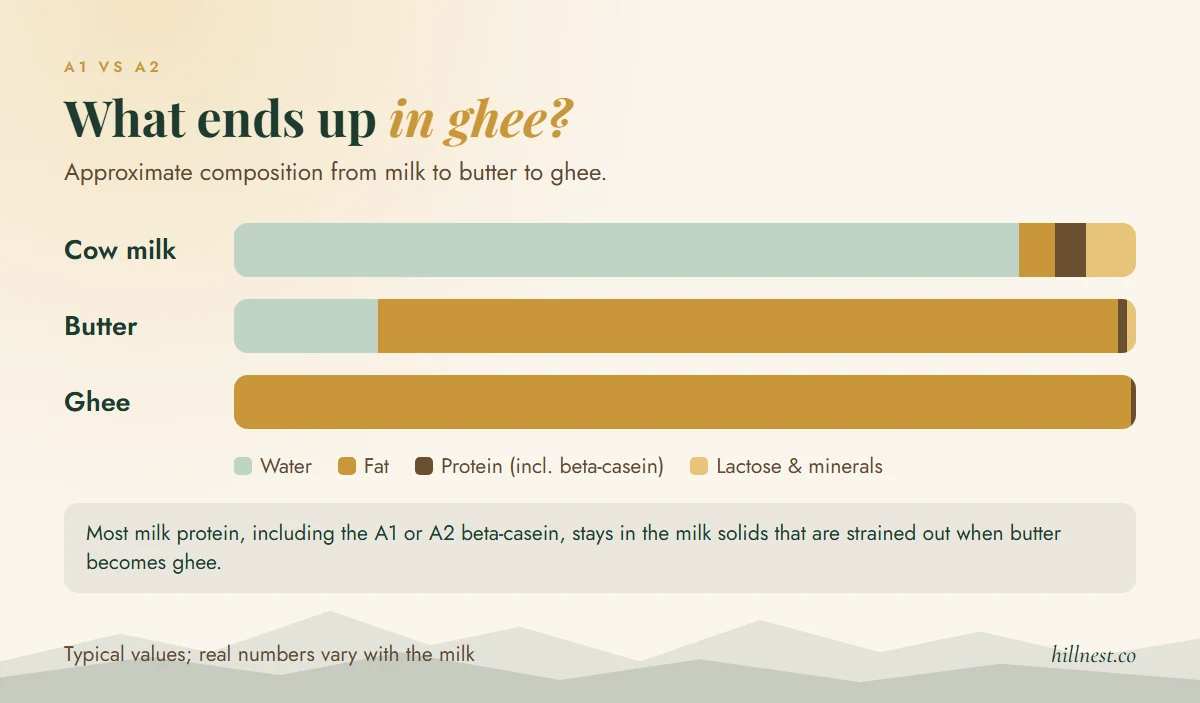 A1 VS A2
What ends up in ghee?
Approximate composition from milk to butter to ghee.
Cow milk
Butter
Ghee
Water
Fat
Protein (incl. beta-casein)
Lactose & minerals
Most milk protein, including the A1 or A2 beta-casein, stays in the milk solids that are strained out when butter
becomes ghee.
Typical values; real numbers vary with the milk
hillnest.co